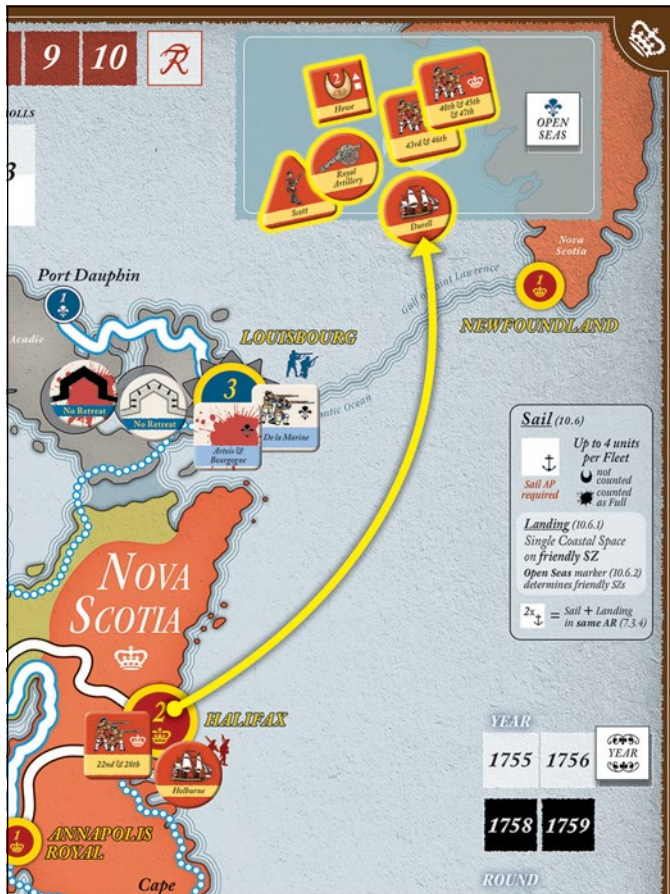 9 10 R
OLLS
3
2
Howe
40th & 45th
& 47th
43rd & 46th
Royal
Artillery
Scott
Durell
OPEN
SEAS
Nova
Scotia
1
NEWFOUNDLAND
Gulf of Saint Lawrence
Port Dauphin
1
Acadie
LOUISBOURG
3
No Retreat
No Retreat
Artois &
Bourgogne
De la Marine
ntic Ocean
Sail (10.6)
Sail AP
required
Up to 4 units
per Fleet
not
counted
counted
as Full
Landing (10.6.1)
Single Coastal Space
on friendly SZ
Open Seas marker (10.6.2)
determines friendly SZs
2x = Sail + Landing
in same AR (7.3.4)
NOVA
SCOTIA
2
HALIFAX
22nd & 28th
Holburne
1
ANNAPOLIS
ROYAL
Cape
YEAR
1755 1756 YEAR
1758 1759
ROUND